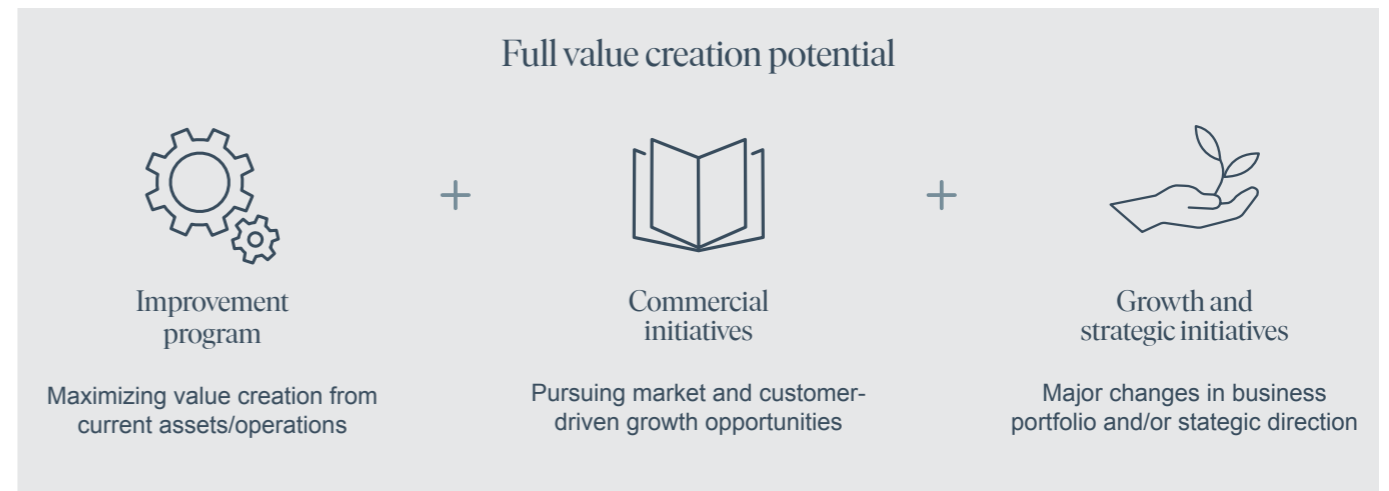 Full value creation potential
+
+
Improvement
program
Maximizing value creation from
current assets/operations
Commercial
initiatives
Pursuing market and customer-
driven growth opportunities
Growth and
strategic initiatives
Major changes in business
portfolio and/or stategic direction